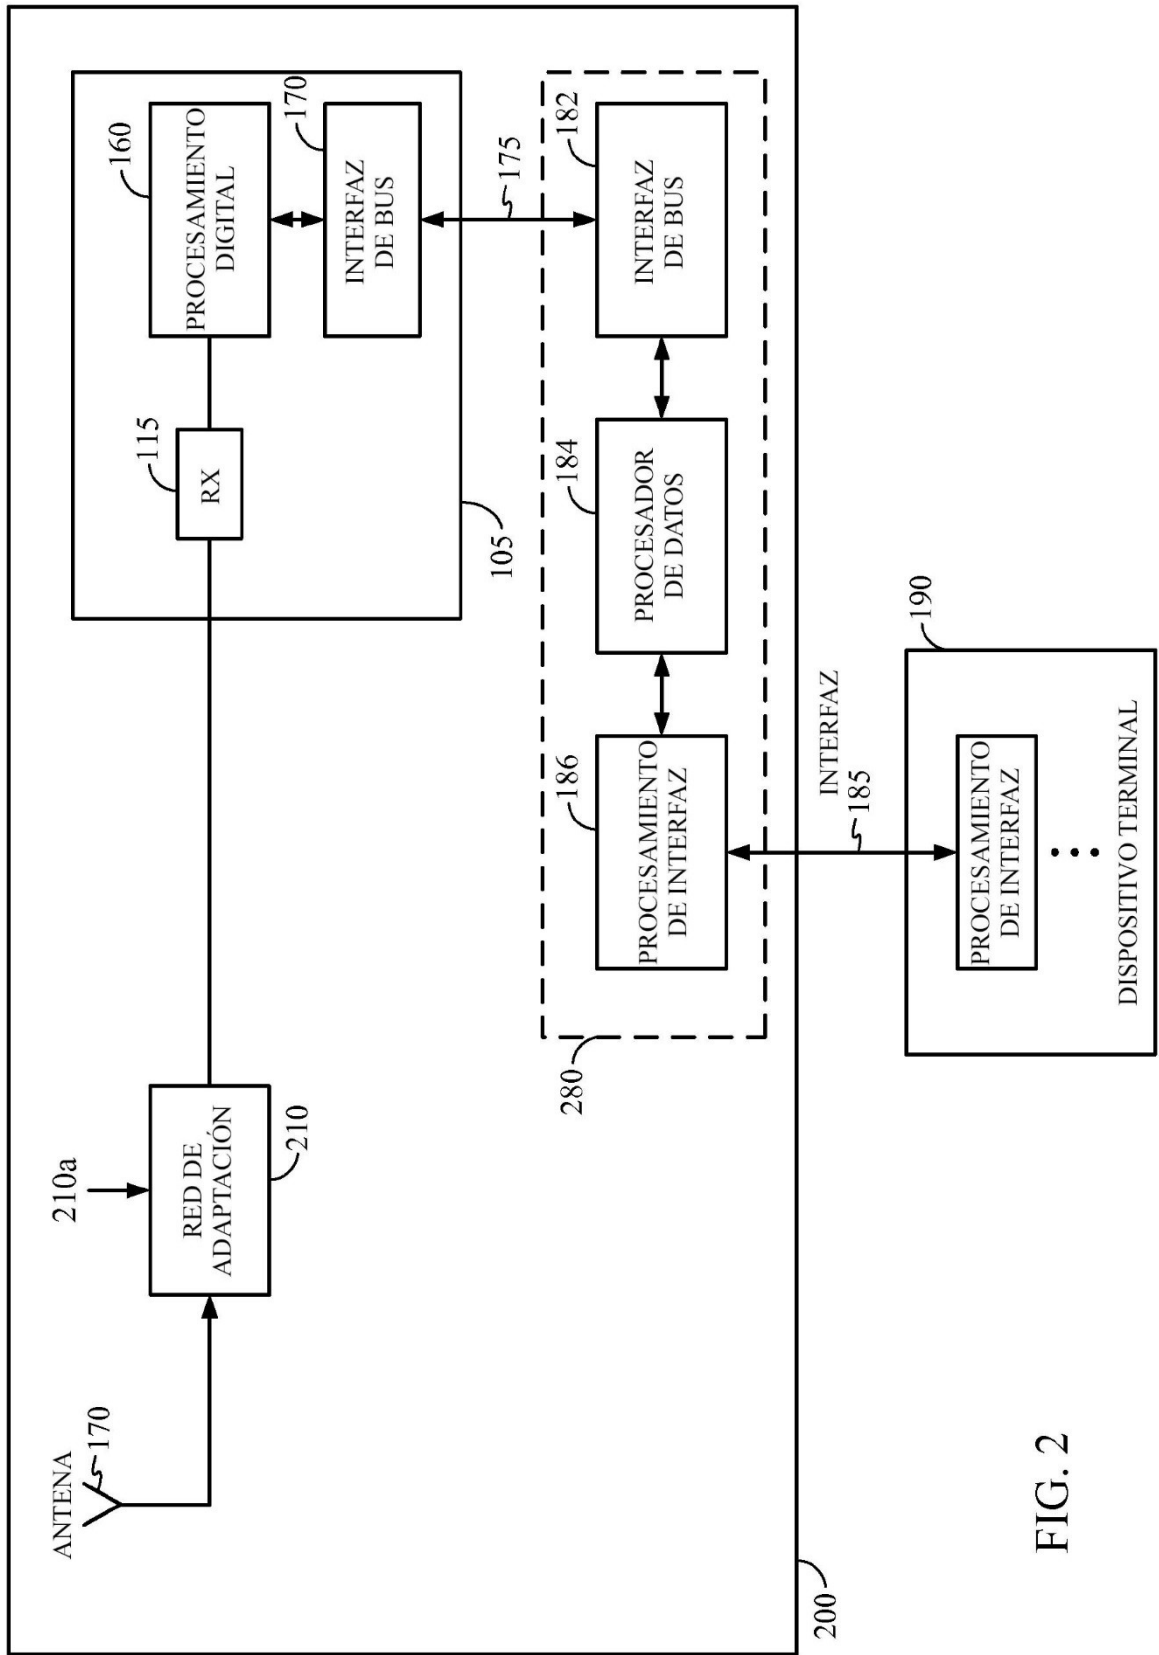 ANTENA
170
210a
RED DE
ADAPTACIÓN
210
115
RX
160
PROCESAMIENTO
DIGITAL
170
INTERFAZ
DE BUS
105
175
280
186
PROCESAMIENTO
DE INTERFAZ
184
PROCESADOR
DE DATOS
182
INTERFAZ
DE BUS
200
INTERFAZ
185
190
PROCESAMIENTO
DE INTERFAZ
DISPOSITIVO TERMINAL
FIG. 2